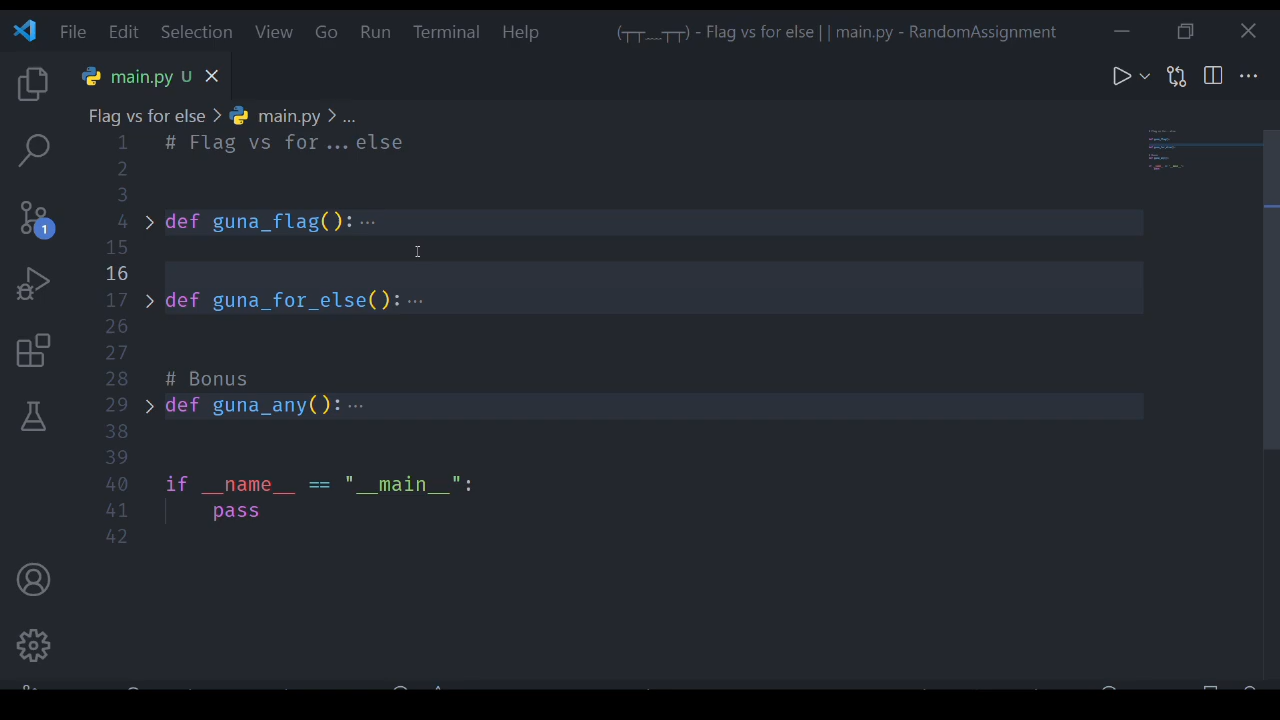 File Edit Selection View Go Run Terminal Help (┬┬﹏┬┬) - Flag vs for else || main.py - RandomAssignment
main.py U
Flag vs for else > main.py > ...
1 # Flag vs for...else
2
3
4 def guna_flag(): ...
15
16
17 def guna_for_else(): ...
26
27
28 # Bonus
29 def guna_any(): ...
38
39
40 if __name__ == "__main__":
41 pass
42
1